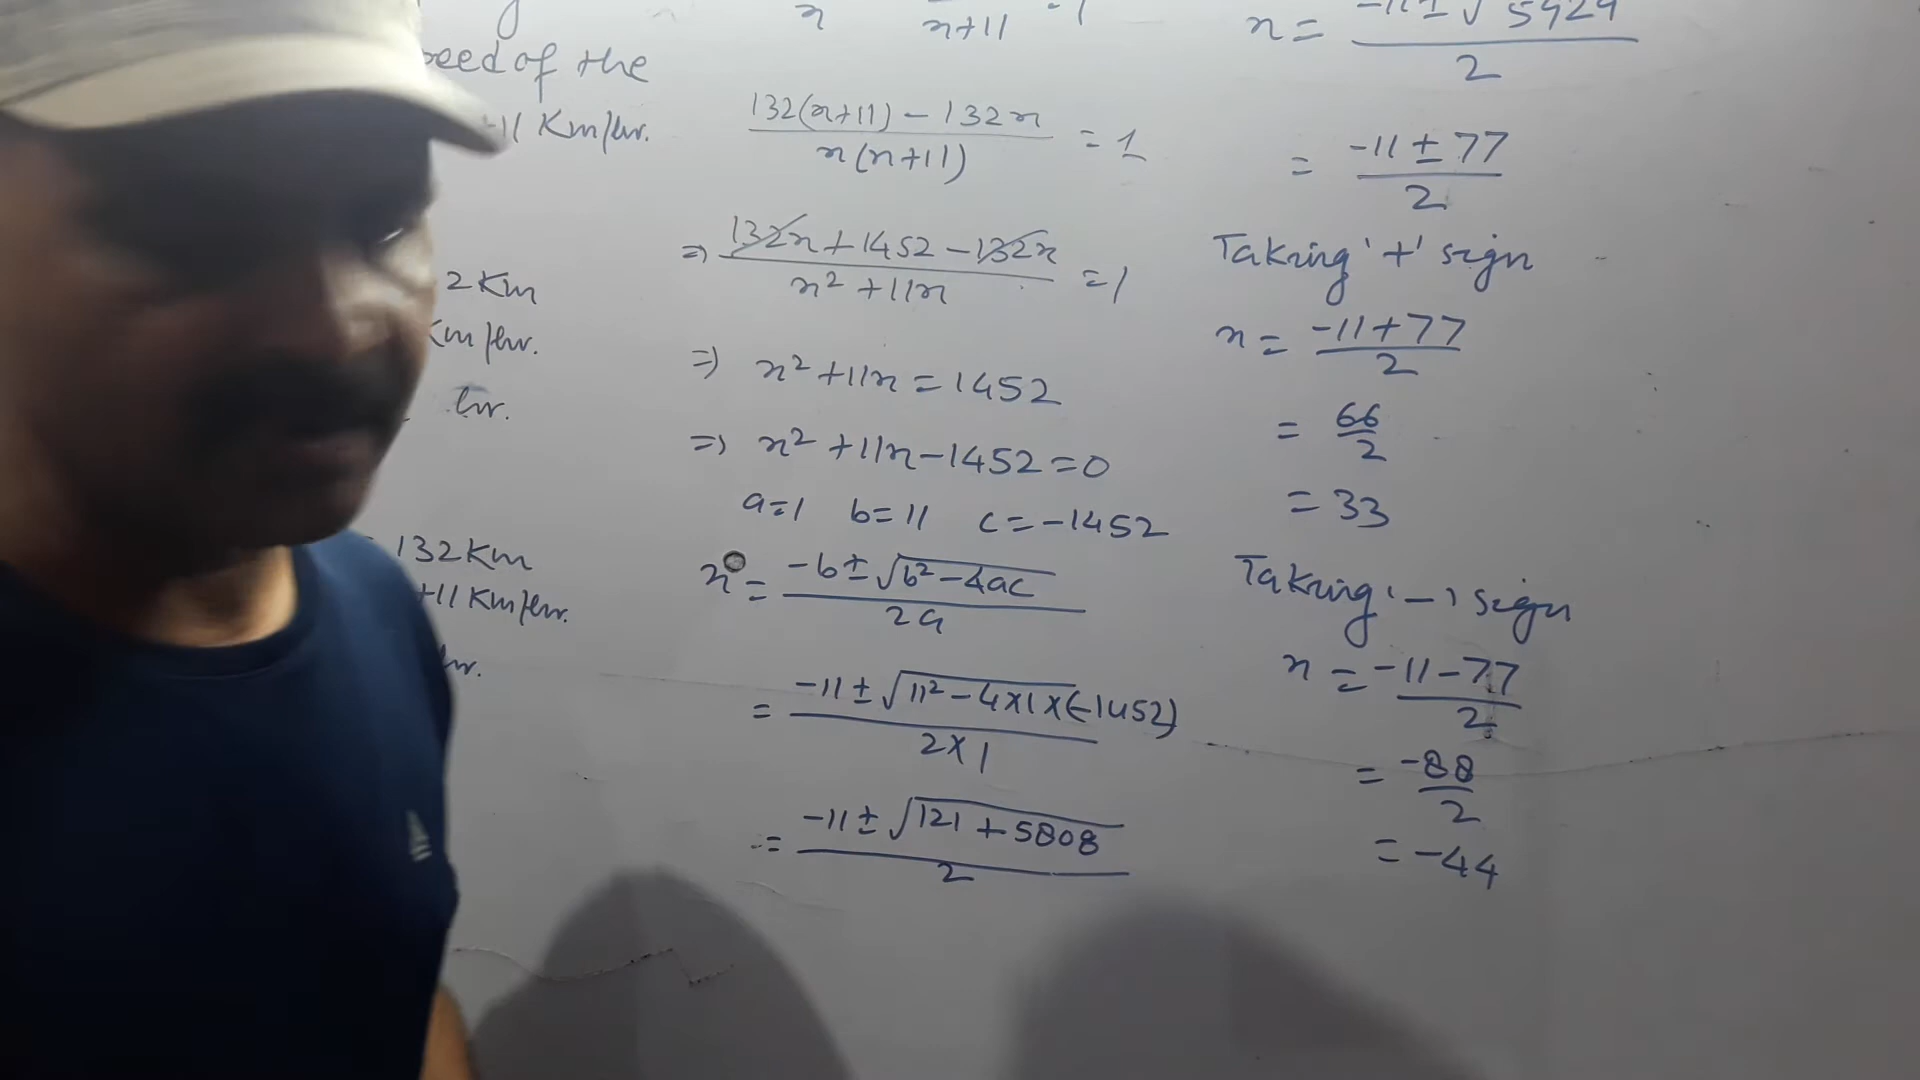 of the
11 Km/hr.
2 Km
Km/hr.
hr.
132 Km
+11 Km/hr.
hr.
x x+11
132(x+11) - 132x / x(x+11) = 1
⇒ 132x + 1452 - 132x / x² + 11x = 1
⇒ x² + 11x = 1452
⇒ x² + 11x - 1452 = 0
a=1 b=11 c=-1452
x = -b ± √b² - 4ac / 2a
= -11 ± √11² - 4×1×(-1452) / 2×1
= -11 ± √121 + 5808 / 2
x = -11 ± √5929 / 2
= -11 ± 77 / 2
Taking '+' sign
x = -11+77 / 2
= 66 / 2
= 33
Taking '-' sign
x = -11-77 / 2
= -88 / 2
= -44